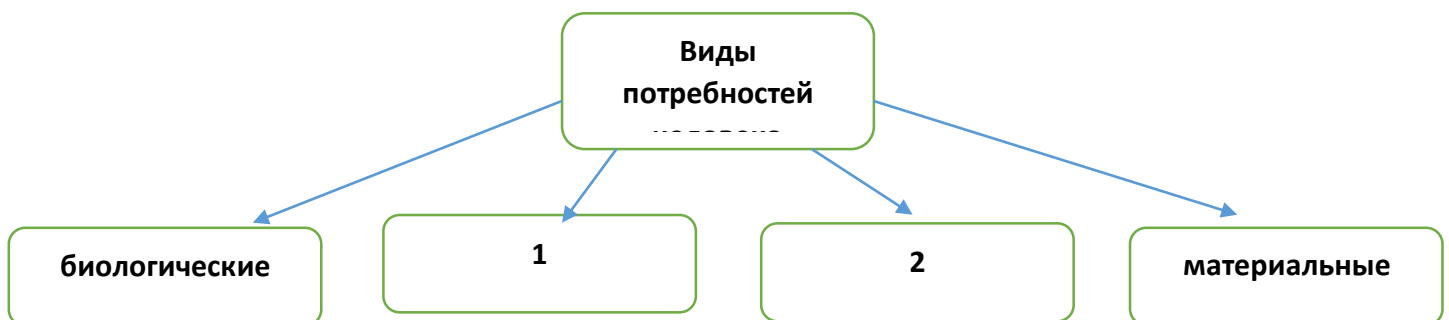 Виды
потребностей
биологические
1
2
материальные